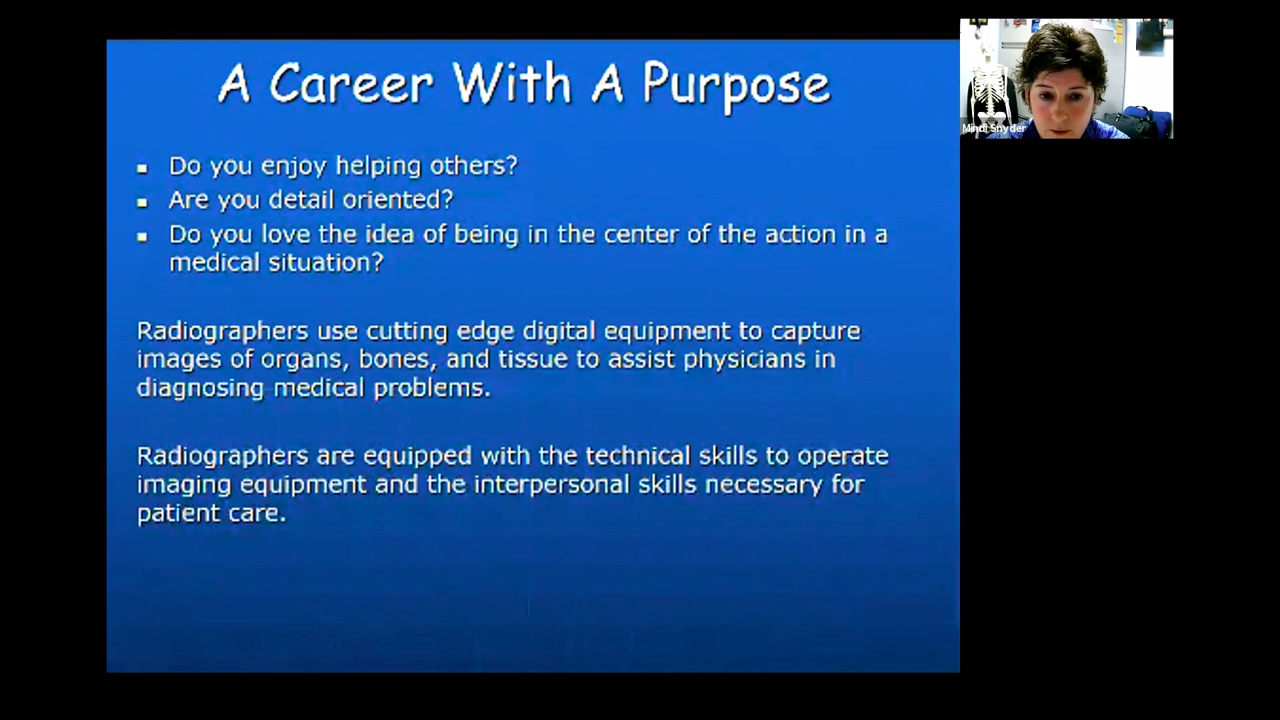 A Career With A Purpose
Do you enjoy helping others?
Are you detail oriented?
Do you love the idea of being in the center of the action in a
medical situation?
Radiographers use cutting edge digital equipment to capture
images of organs, bones, and tissue to assist physicians in
diagnosing medical problems.
Radiographers are equipped with the technical skills to operate
imaging equipment and the interpersonal skills necessary for
patient care.
Mindi Snyder